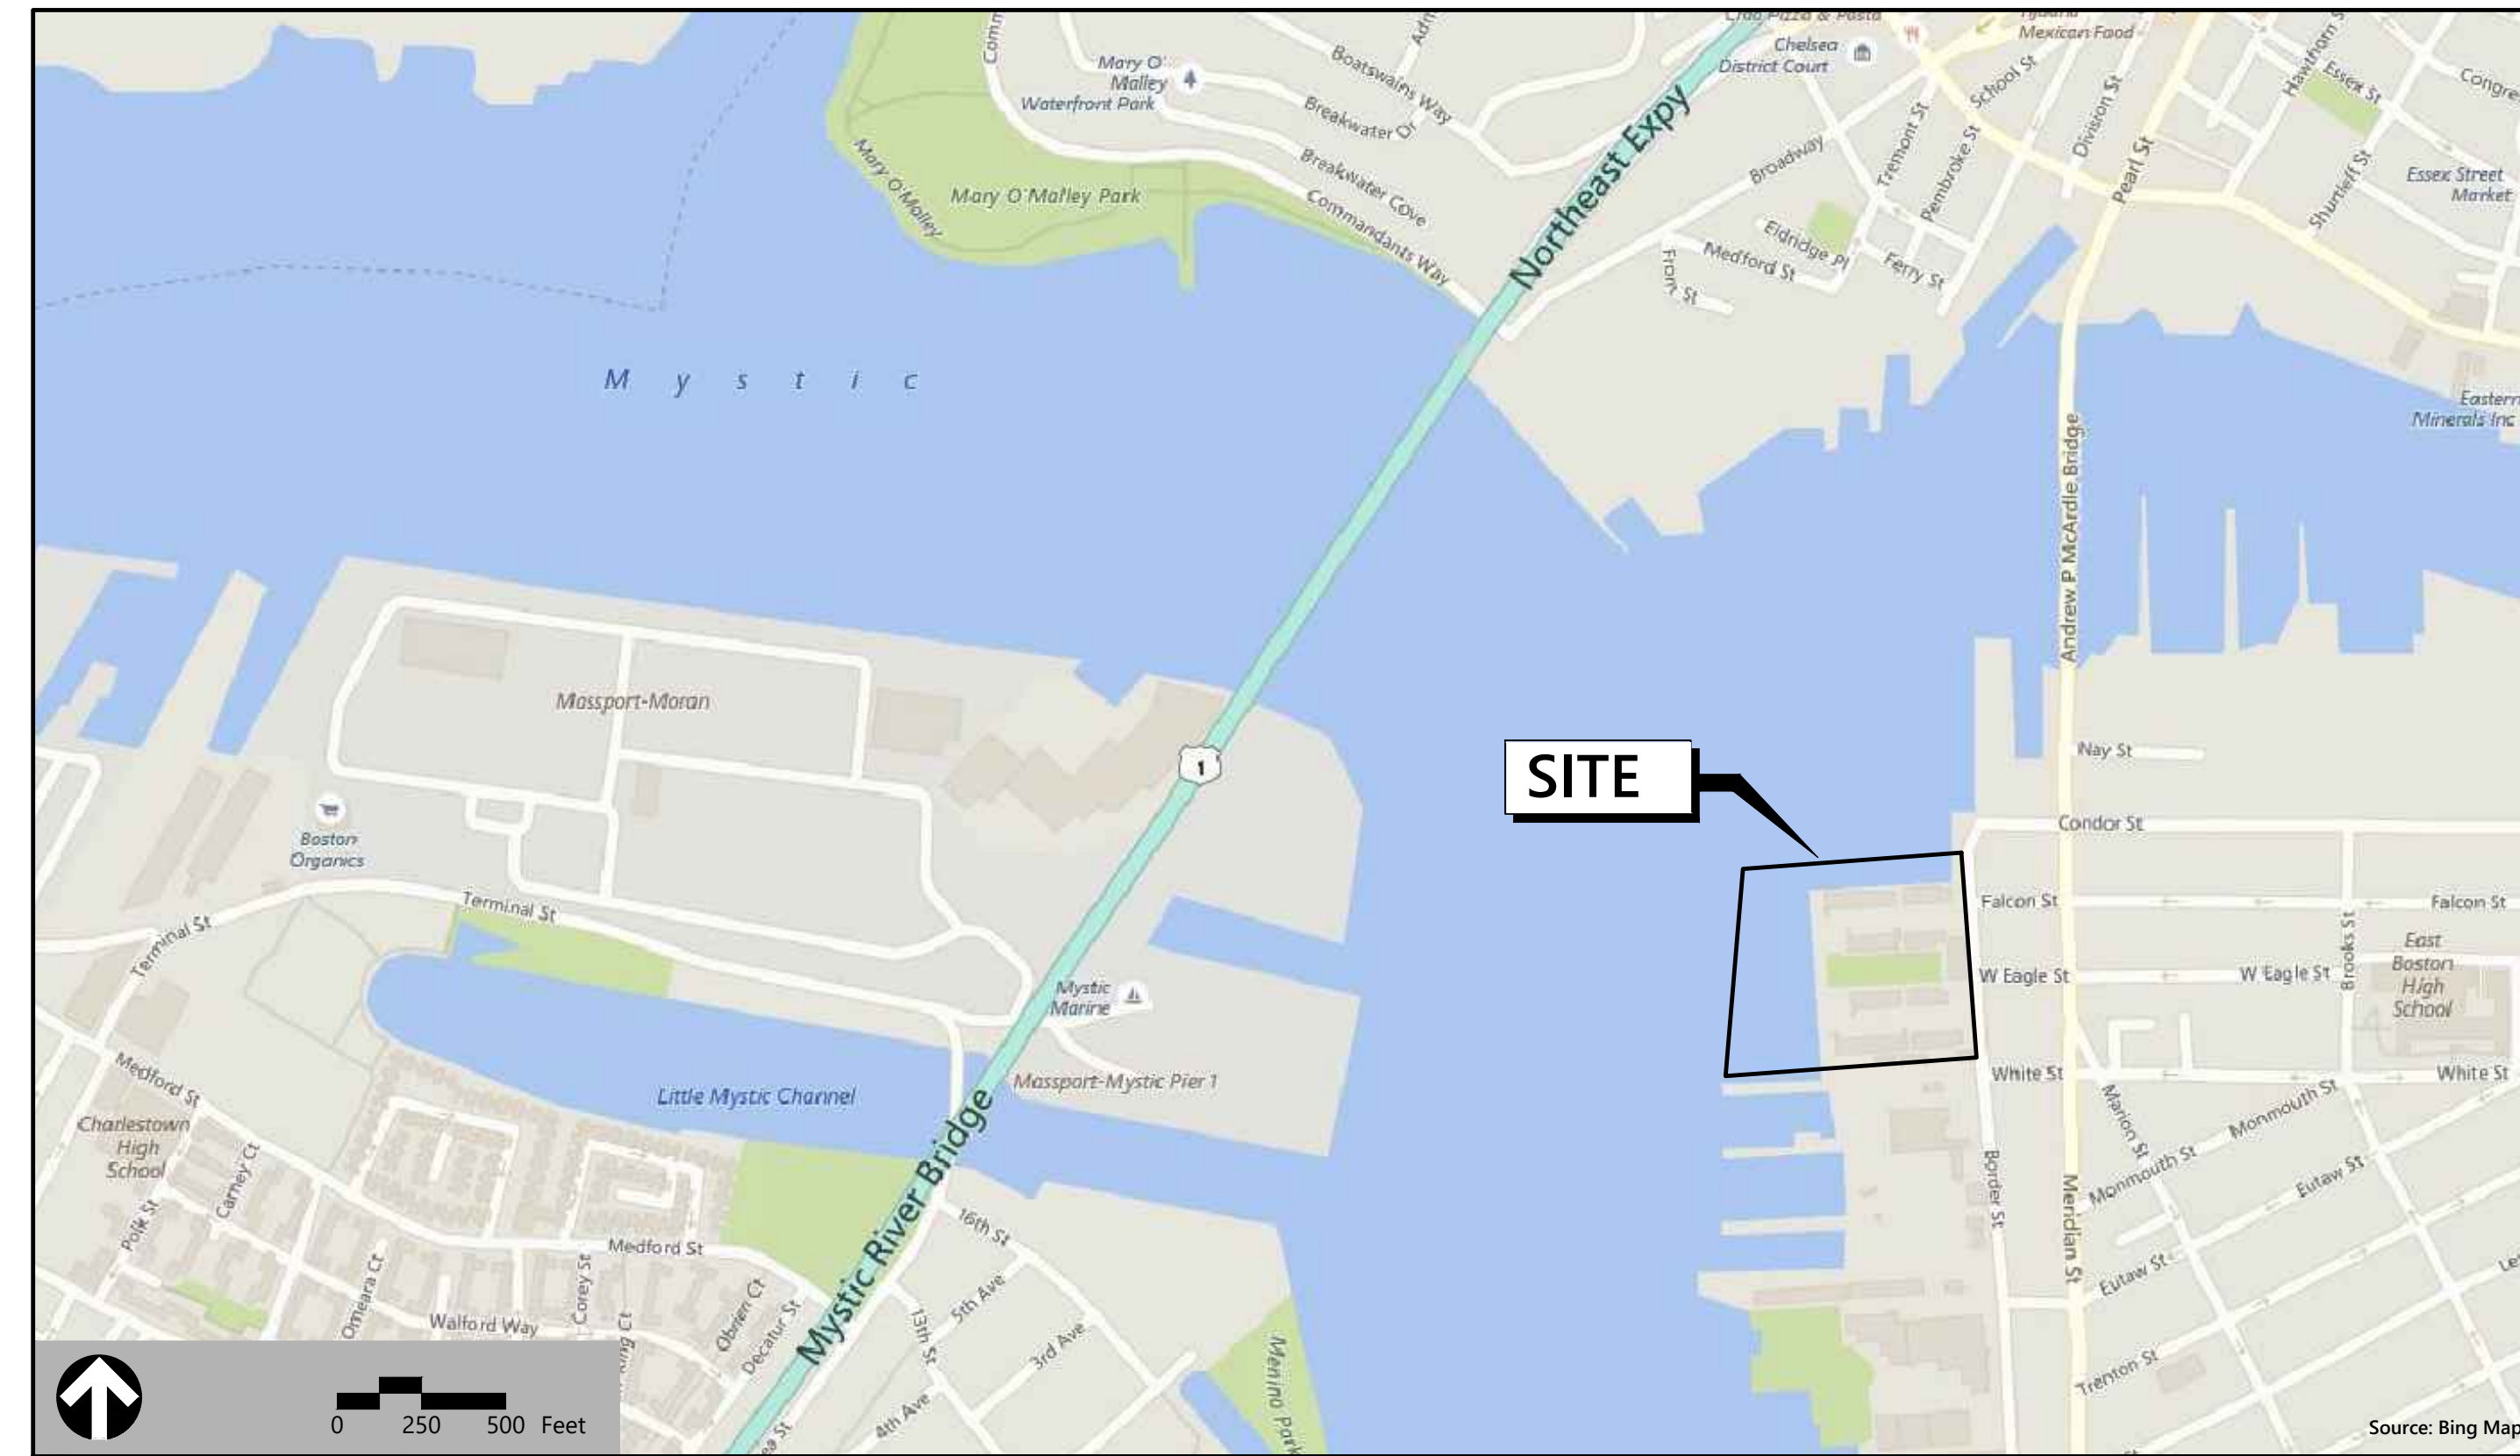 Crab Pizza & Pasta
Mexican Food
Chelsea
District Court
Mary O'
Malley
Waterfront Park
Boatswains Way
Breakwater Dr
Breakwater Cove
Commandants Way
Mary O'Malley
Mary O'Malley Park
Northeast Expy
Broadway
Tremont St
Pembroke St
School St
Division St
Pearl St
Essex St
Shurtleff St
Essex Street
Market
Eldridge Pl
Medford St
Front St
Ferry St
Mystic
Eastern
Minerals Inc
Andrew P McArdle Bridge
Massport-Moran
1
SITE
Nay St
Condor St
Boston
Organics
Terminal St
Terminal St
Falcon St
Falcon St
Brooks St
East
Boston
High
School
W Eagle St
W Eagle St
Mystic
Marine
Massport-Mystic Pier 1
White St
White St
Little Mystic Channel
Medford St
Charlestown
High
School
Carney Ct
Polk St
Marion St
Monmouth St
Monmouth St
Border St
Meridian St
Eutaw St
Eutaw St
Mystic River Bridge
16th St
Medford St
Omeara Ct
Corey St
Walford Way
Obrien Ct
Decatur St
13th St
5th Ave
3rd Ave
4th Ave
Menino Park
Trenton St
0 250 500 Feet
Source: Bing Map